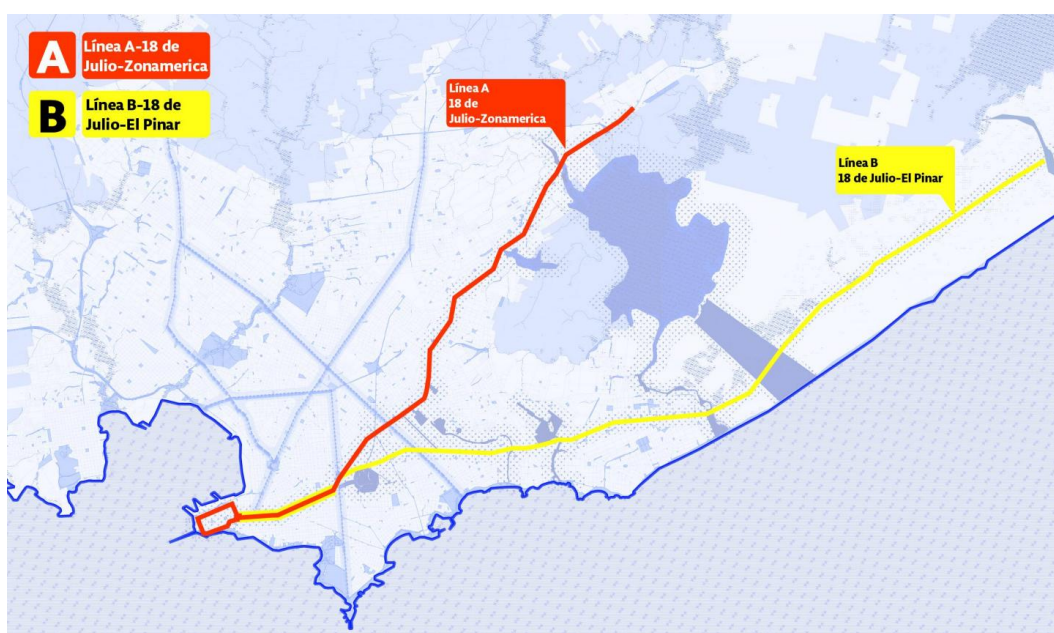 A
Línea A-18 de
Julio-Zonamerica
B
Línea B-18 de
Julio-El Pinar
Línea A
18 de
Julio-Zonamerica
Línea B
18 de Julio-El Pinar